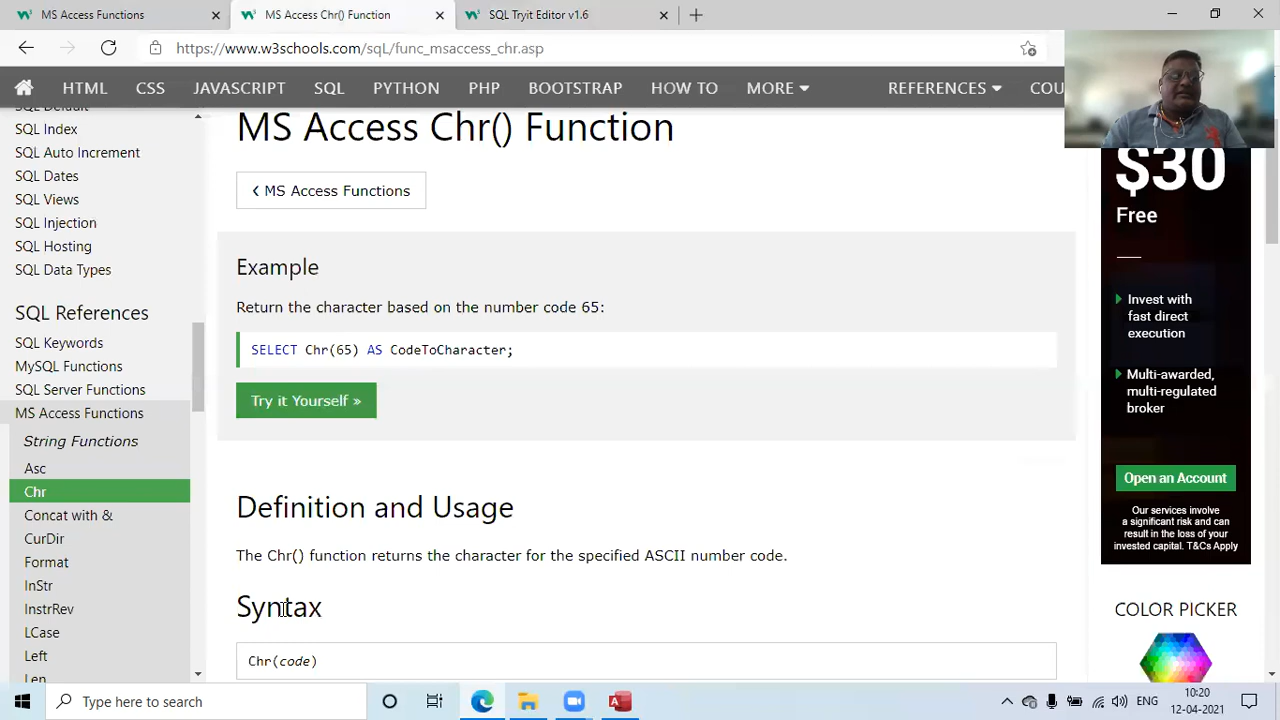 MS Access Functions
MS Access Chr() Function
SQL Tryit Editor v1.6
https://www.w3schools.com/sqL/func_msaccess_chr.asp
HTML CSS JAVASCRIPT SQL PYTHON PHP BOOTSTRAP HOW TO MORE REFERENCES COU
SQL Default
SQL Index
SQL Auto Increment
SQL Dates
SQL Views
SQL Injection
SQL Hosting
SQL Data Types
SQL References
SQL Keywords
MySQL Functions
SQL Server Functions
MS Access Functions
String Functions
Asc
Chr
Concat with &
CurDir
Format
InStr
InstrRev
LCase
Left
Len
MS Access Chr() Function
❮ MS Access Functions
Example
Return the character based on the number code 65:
SELECT Chr(65) AS CodeToCharacter;
Try it Yourself »
Definition and Usage
The Chr() function returns the character for the specified ASCII number code.
Syntax
Chr(code)
$30
Free
Invest with
fast direct
execution
Multi-awarded,
multi-regulated
broker
Open an Account
Our services involve
a significant risk and can
result in the loss of your
invested capital. T&Cs Apply
COLOR PICKER
Type here to search
ENG
10:20
12-04-2021